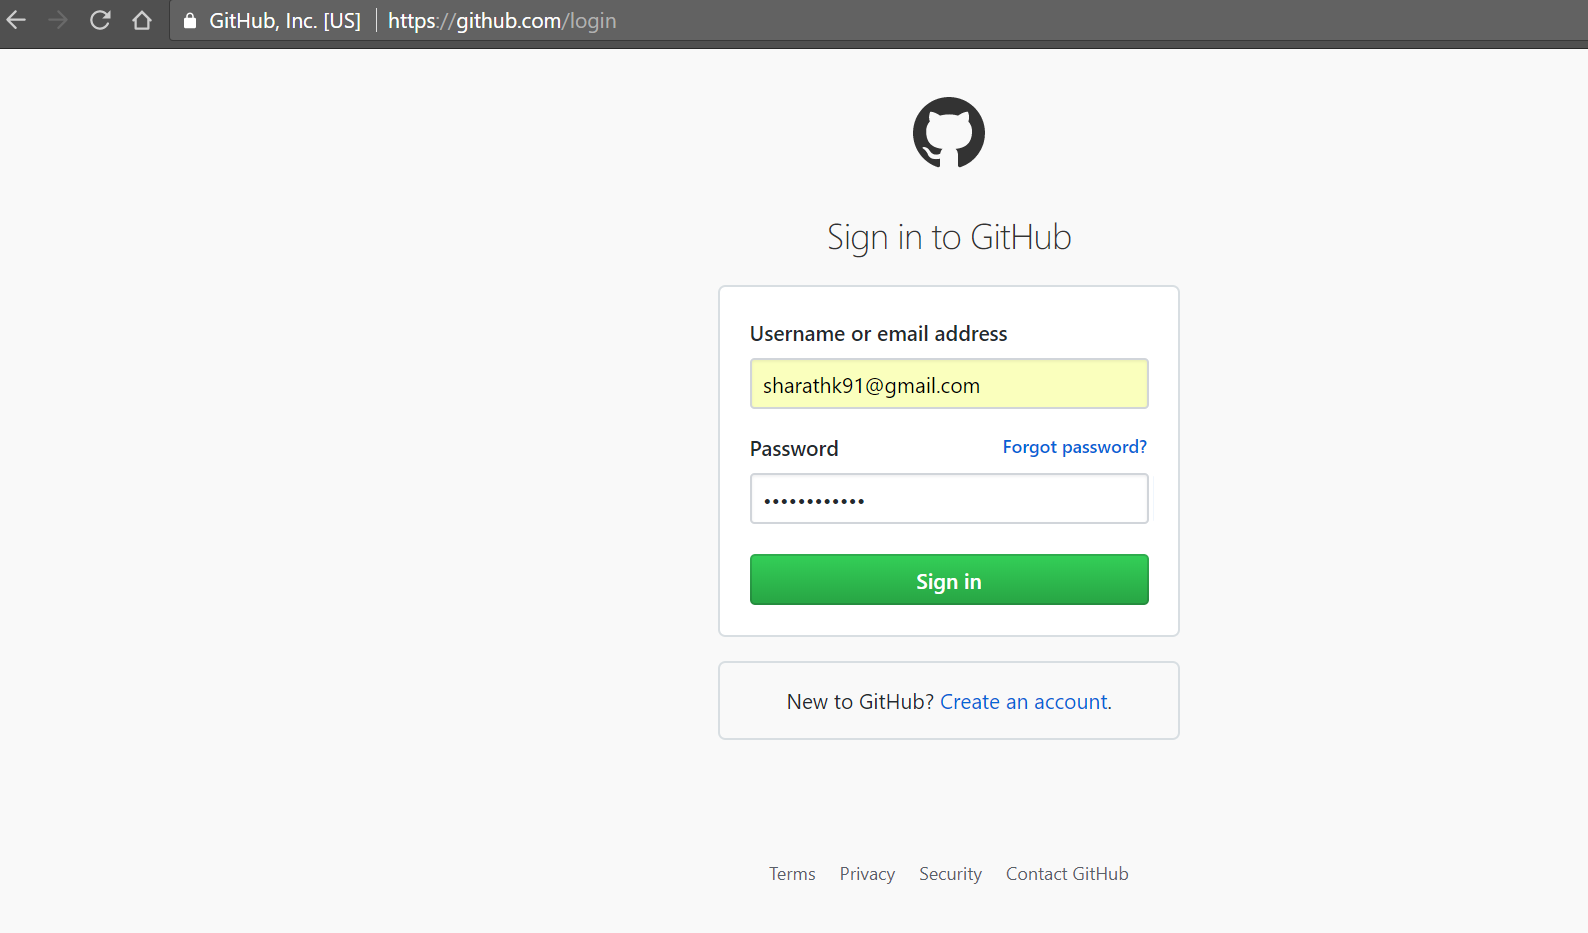 GitHub, Inc. [US] https://github.com/login
Sign in to GitHub
Username or email address
sharathk91@gmail.com
Password Forgot password?
••••••••••••
Sign in
New to GitHub? Create an account.
Terms Privacy Security Contact GitHub